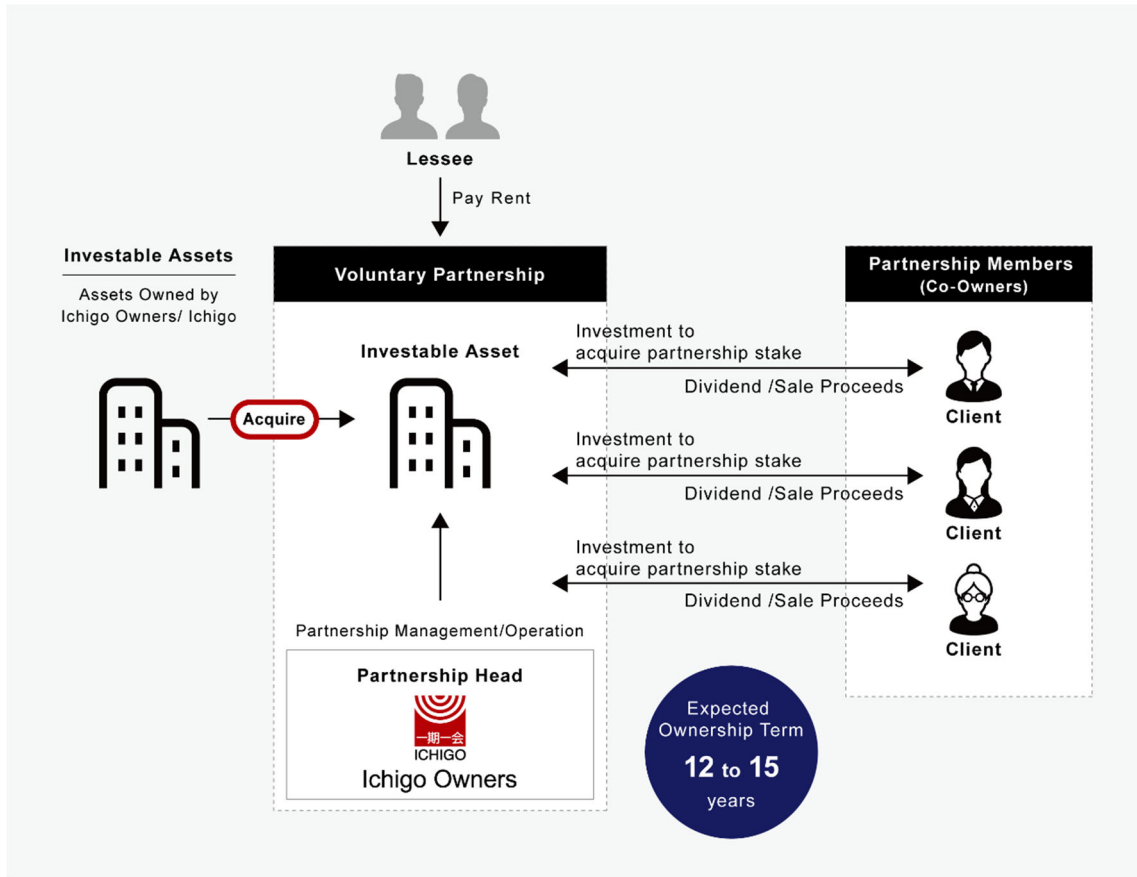 Lessee
Pay Rent
Investable Assets
Assets Owned by
Ichigo Owners/ Ichigo
Acquire
Voluntary Partnership
Investable Asset
Investment to
acquire partnership stake
Dividend /Sale Proceeds
Investment to
acquire partnership stake
Dividend /Sale Proceeds
Investment to
acquire partnership stake
Dividend /Sale Proceeds
Partnership Members
(Co-Owners)
Client
Client
Client
Partnership Management/Operation
Partnership Head
一期一会
ICHIGO
Ichigo Owners
Expected
Ownership Term
12 to 15
years